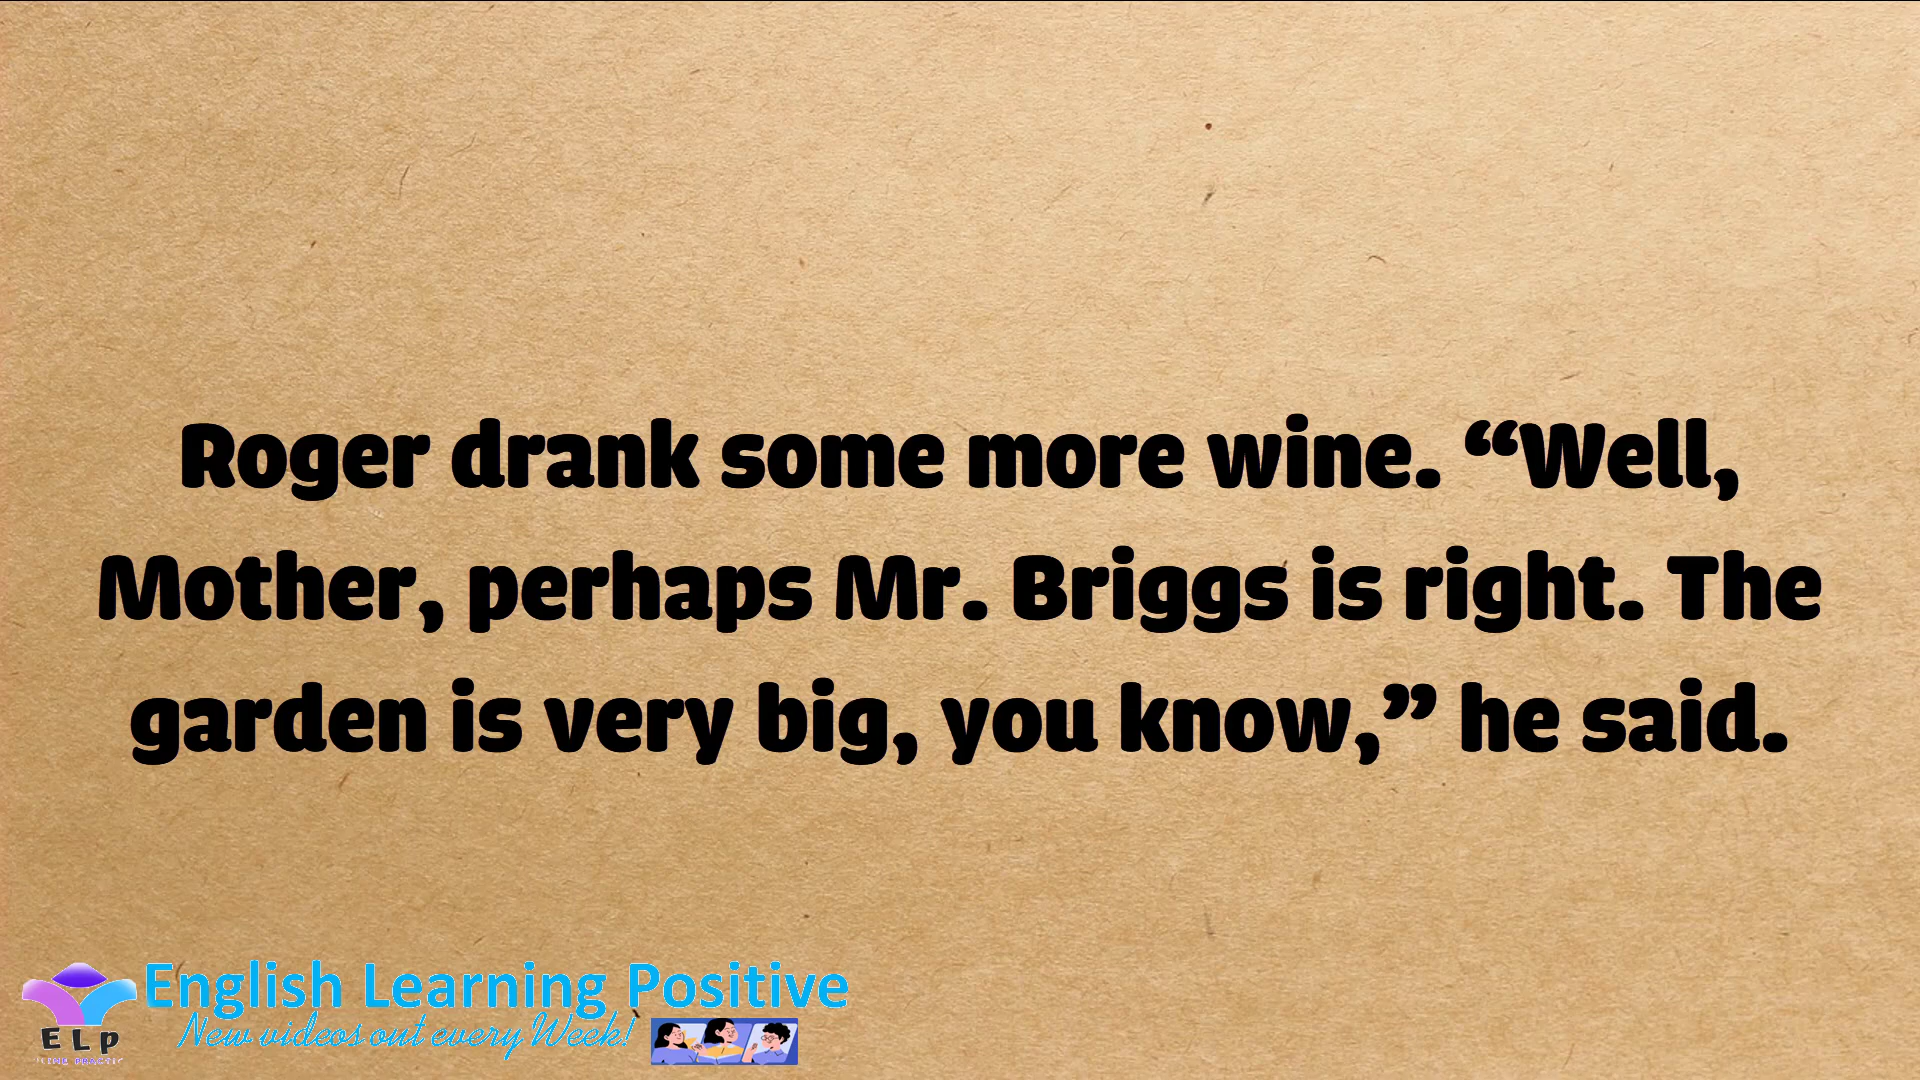 Roger drank some more wine. “Well,
Mother, perhaps Mr. Briggs is right. The
garden is very big, you know,” he said.
English Learning Positive
New videos out every Week!
ELP